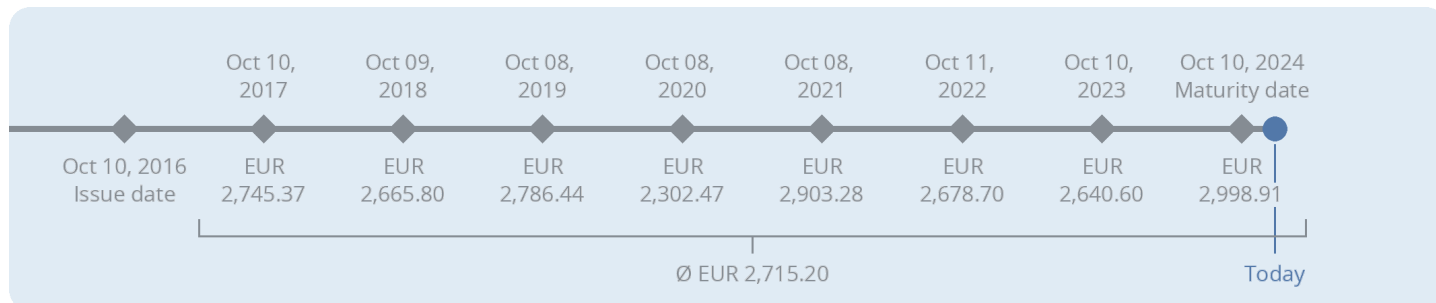 Oct 10,
2017
Oct 09,
2018
Oct 08,
2019
Oct 08,
2020
Oct 08,
2021
Oct 11,
2022
Oct 10,
2023
Oct 10, 2024
Maturity date
Oct 10, 2016
Issue date
EUR
2,745.37
EUR
2,665.80
EUR
2,786.44
EUR
2,302.47
EUR
2,903.28
EUR
2,678.70
EUR
2,640.60
EUR
2,998.91
Ø EUR 2,715.20
Today